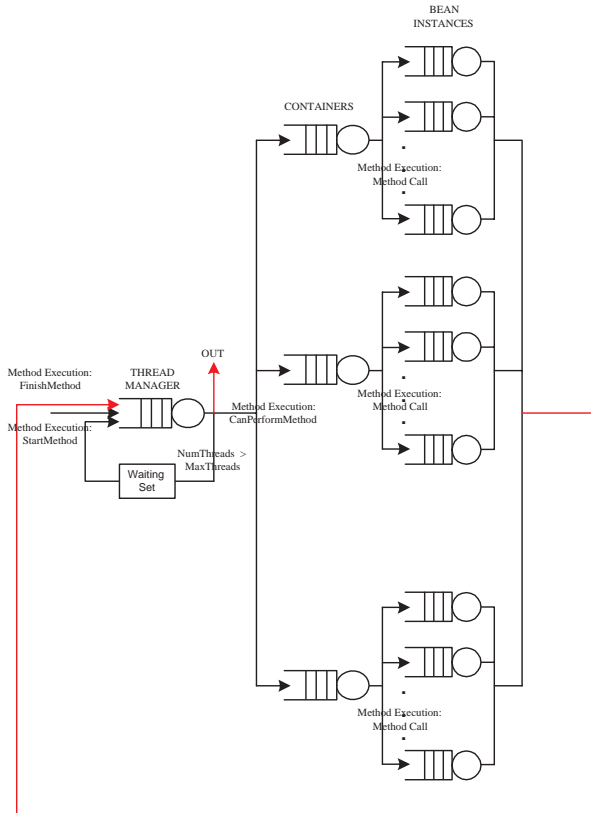 BEAN
INSTANCES
CONTAINERS
Method Execution:
Method Call
OUT
Method Execution:
FinishMethod
THREAD
MANAGER
Method Execution:
StartMethod
Method Execution:
CanPerformMethod
Method Execution:
Method Call
NumThreads >
MaxThreads
Waiting
Set
Method Execution:
Method Call